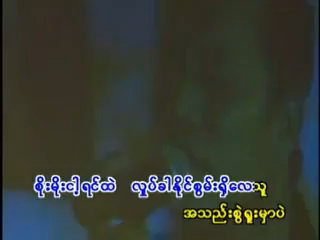 စိုးမိုးငါ့ရင်ထဲ လှုပ်ခါနိုင်စွမ်းရှိလေသူ
အသည်းစွဲရူးမှာပဲ